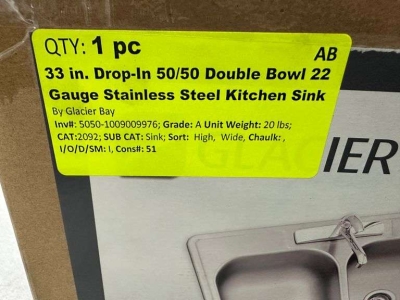 QTY: 1 pc
AB
33 in. Drop-In 50/50 Double Bowl 22
Gauge Stainless Steel Kitchen Sink
By Glacier Bay
Inv#: 5050-1009009976; Grade: A Unit Weight: 20 lbs;
CAT:2092; SUB CAT: Sink; Sort: High, Wide, Chaulk: ,
I/O/D/SM: I, Cons#: 51
GLACIER